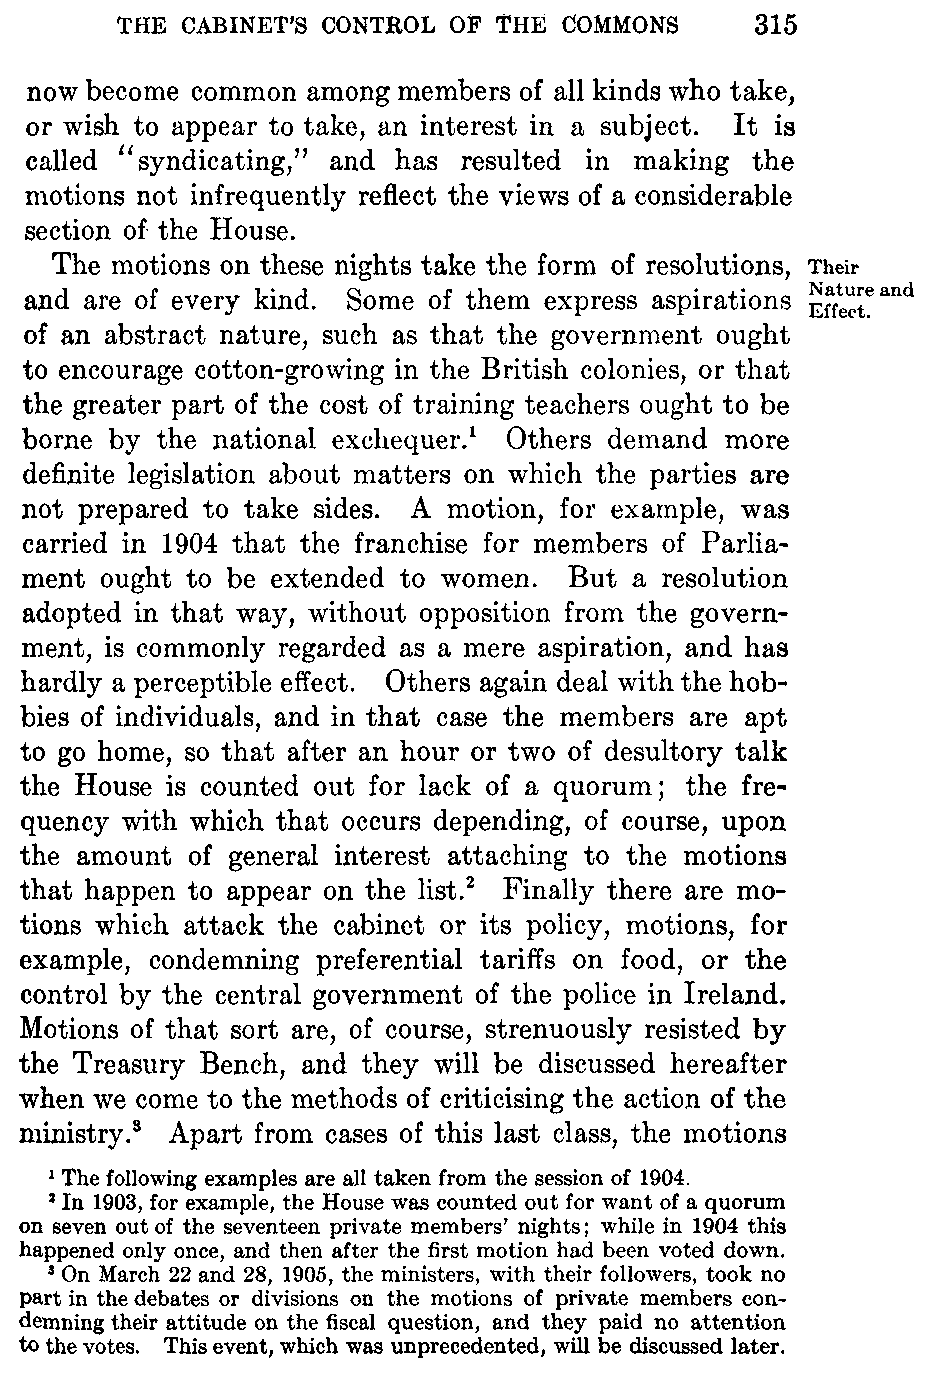 THE CABINET'S CONTROL OF THE COMMONS 315
now become common among members of all kinds who take,
or wish to appear to take, an interest in a subject. It is
called "syndicating," and has resulted in making the
motions not infrequently reflect the views of a considerable
section of the House.
The motions on these nights take the form of resolutions,
and are of every kind. Some of them express aspirations
of an abstract nature, such as that the government ought
to encourage cotton-growing in the British colonies, or that
the greater part of the cost of training teachers ought to be
borne by the national exchequer.¹ Others demand more
definite legislation about matters on which the parties are
not prepared to take sides. A motion, for example, was
carried in 1904 that the franchise for members of Parlia-
ment ought to be extended to women. But a resolution
adopted in that way, without opposition from the govern-
ment, is commonly regarded as a mere aspiration, and has
hardly a perceptible effect. Others again deal with the hob-
bies of individuals, and in that case the members are apt
to go home, so that after an hour or two of desultory talk
the House is counted out for lack of a quorum; the fre-
quency with which that occurs depending, of course, upon
the amount of general interest attaching to the motions
that happen to appear on the list.² Finally there are mo-
tions which attack the cabinet or its policy, motions, for
example, condemning preferential tariffs on food, or the
control by the central government of the police in Ireland.
Motions of that sort are, of course, strenuously resisted by
the Treasury Bench, and they will be discussed hereafter
when we come to the methods of criticising the action of the
ministry.³ Apart from cases of this last class, the motions
Their
Nature and
Effect.
¹ The following examples are all taken from the session of 1904.
² In 1903, for example, the House was counted out for want of a quorum
on seven out of the seventeen private members' nights; while in 1904 this
happened only once, and then after the first motion had been voted down.
³ On March 22 and 28, 1905, the ministers, with their followers, took no
part in the debates or divisions on the motions of private members con-
demning their attitude on the fiscal question, and they paid no attention
to the votes. This event, which was unprecedented, will be discussed later.